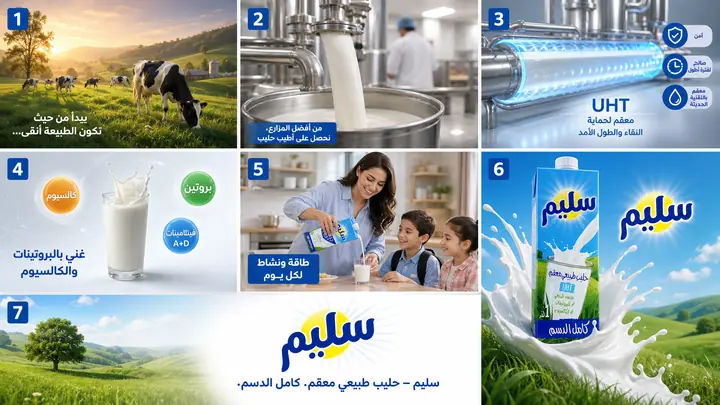 1
يبدأ من حيث
تكون الطبيعة أنقى...
2
من أفضل المزارع،
نحصل على أطيب حليب
3
آمن
صالح
لفترة أطول
معقم
بالتقنية
الحديثة
UHT
معقم لحماية
النقاء والطول الأمد
4
كالسيوم
بروتين
فيتامينات
A+D
غني بالبروتينات
والكالسيوم
5
سليم
طاقة ونشاط
لكل يوم
6
سليم
سليم
حليب طبيعي معقم
UHT
كامل الدسم
7
سليم
سليم – حليب طبيعي معقم. كامل الدسم.